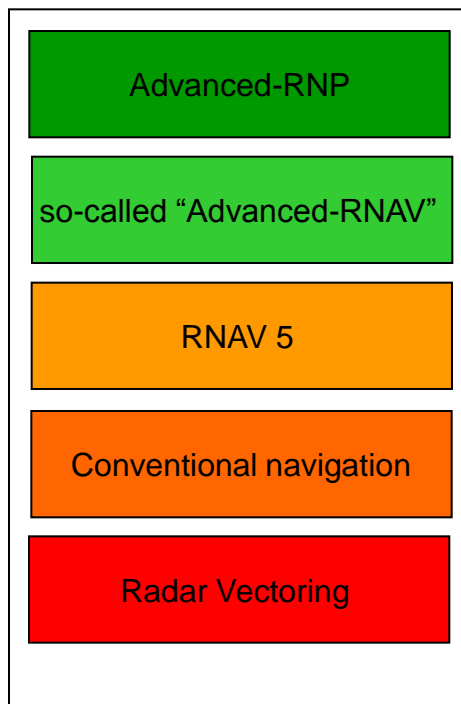 Advanced-RNP
so-called “Advanced-RNAV”
RNAV 5
Conventional navigation
Radar Vectoring